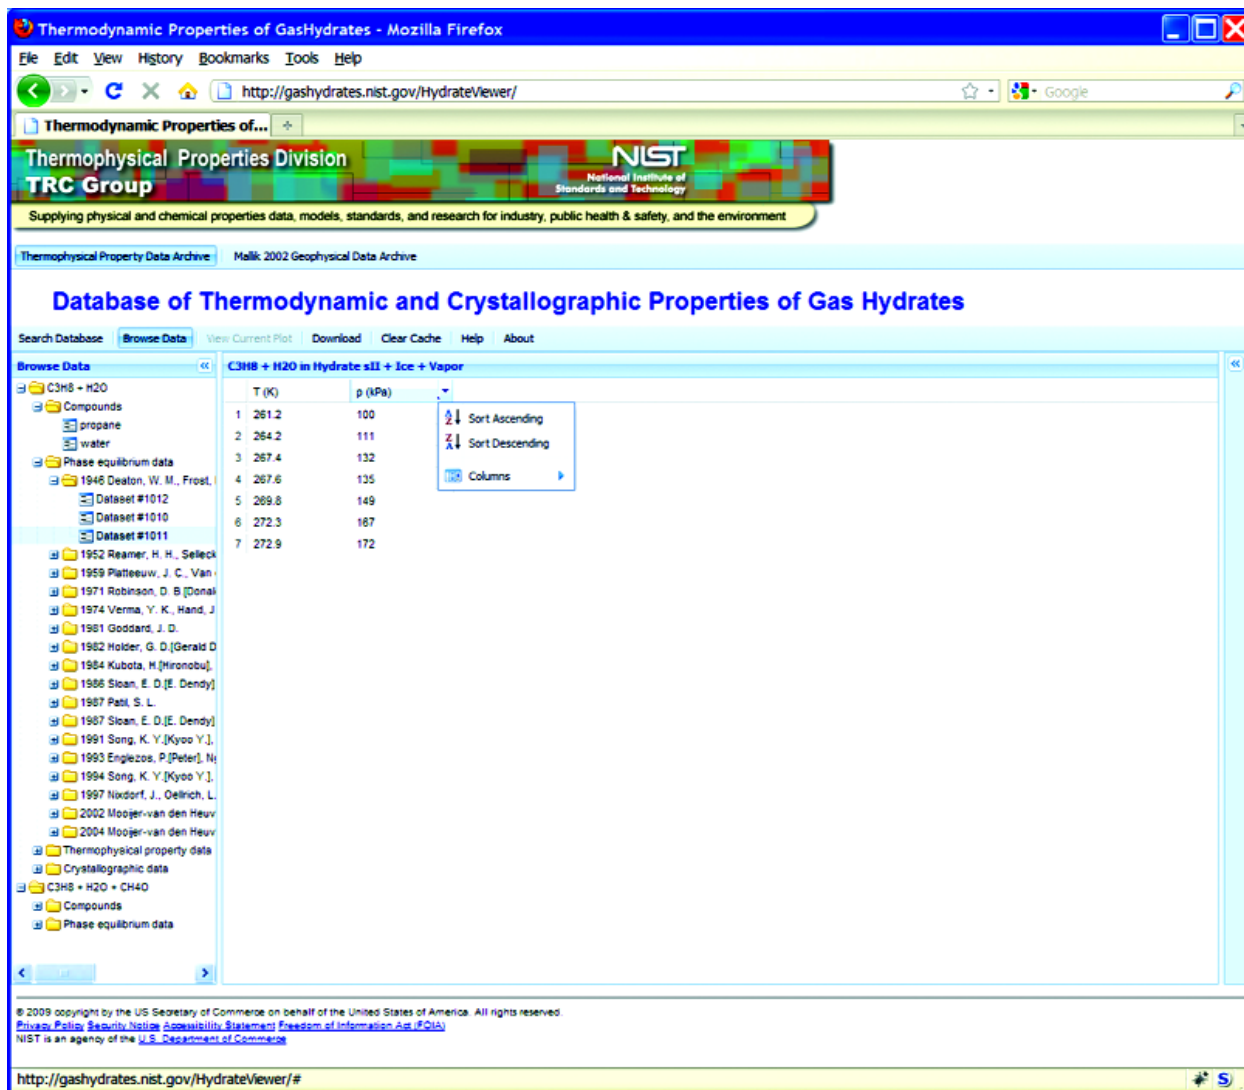 Thermodynamic Properties of GasHydrates - Mozilla Firefox
File Edit View History Bookmarks Tools Help
http://gashydrates.nist.gov/HydrateViewer/
Google
Thermodynamic Properties of...
Thermophysical Properties Division
TRC Group
NIST
National Institute of
Standards and Technology
Supplying physical and chemical properties data, models, standards, and research for industry, public health & safety, and the environment
Thermophysical Property Data Archive Mallik 2002 Geophysical Data Archive
Database of Thermodynamic and Crystallographic Properties of Gas Hydrates
Search Database Browse Data View Current Plot Download Clear Cache Help About
Browse Data
C3H8 + H2O
Compounds
propane
water
Phase equilibrium data
1946 Deaton, W. M., Frost,
Dataset #1012
Dataset #1010
Dataset #1011
1952 Reamer, H. H., Selleck
1959 Platteeuw, J. C., Van
1971 Robinson, D. B.[Donal
1974 Verma, Y. K., Hand, J
1981 Goddard, J. D.
1982 Holder, G. D.[Gerald D
1984 Kubota, H.[Hironobu],
1986 Sloan, E. D.[E. Dendy]
1987 Patil, S. L.
1987 Sloan, E. D.[E. Dendy]
1991 Song, K. Y.[Kyoo Y.],
1993 Englezos, P.[Peter], Ng
1994 Song, K. Y.[Kyoo Y.],
1997 Nixdorf, J., Oellrich, L.
2002 Mooijer-van den Heuv
2004 Mooijer-van den Heuv
Thermophysical property data
Crystallographic data
C3H8 + H2O + CH4O
Compounds
Phase equilibrium data
C3H8 + H2O in Hydrate sII + Ice + Vapor
T (K) p (kPa)
1 261.2 100
2 264.2 111
3 267.4 132
4 267.6 135
5 269.8 149
6 272.3 167
7 272.9 172
Sort Ascending
Sort Descending
Columns
© 2009 copyright by the US Secretary of Commerce on behalf of the United States of America. All rights reserved.
Privacy Policy Security Notice Accessibility Statement Freedom of Information Act (FOIA)
NIST is an agency of the U.S. Department of Commerce
http://gashydrates.nist.gov/HydrateViewer/#